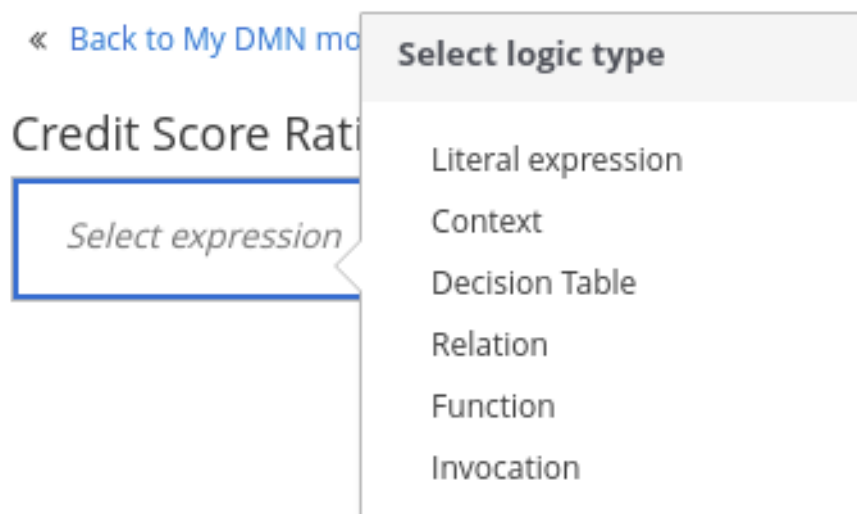 « Back to My DMN mo
Select logic type
Credit Score Rati
Select expression
Literal expression
Context
Decision Table
Relation
Function
Invocation